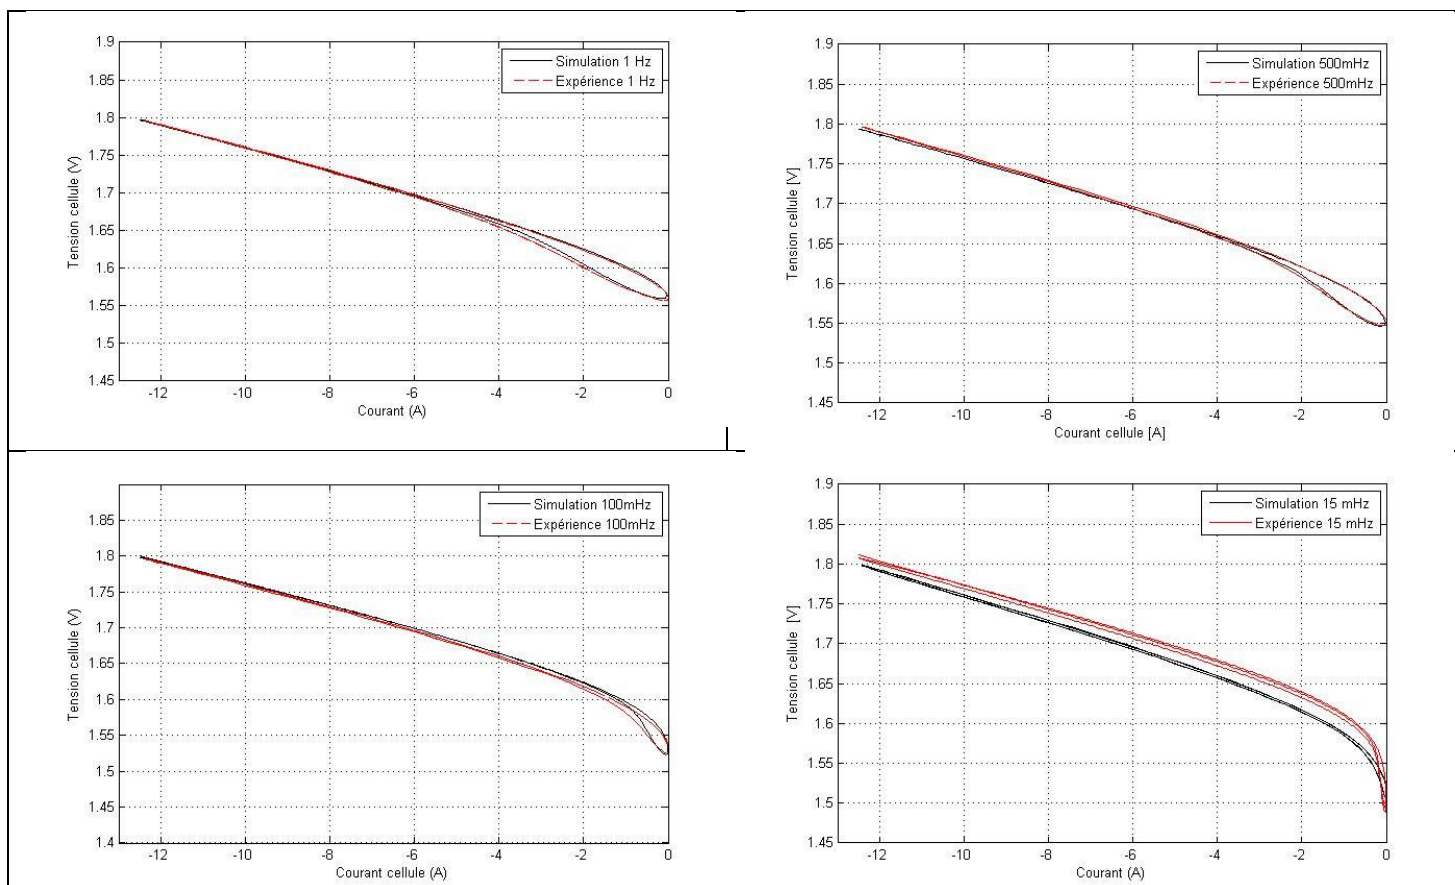 1.9
1.85
1.8
1.75
1.7
1.65
1.6
1.55
1.5
1.45
Tension cellule (V)
-12 -10 -8 -6 -4 -2 0
Courant (A)
Simulation 1 Hz
Expérience 1 Hz
1.9
1.85
1.8
1.75
1.7
1.65
1.6
1.55
1.5
1.45
Tension cellule [V]
-12 -10 -8 -6 -4 -2 0
Courant cellule [A]
Simulation 500mHz
Expérience 500mHz
1.85
1.8
1.75
1.7
1.65
1.6
1.55
1.5
1.45
1.4
Tension cellule (V)
-12 -10 -8 -6 -4 -2 0
Courant cellule (A)
Simulation 100mHz
Expérience 100mHz
1.9
1.85
1.8
1.75
1.7
1.65
1.6
1.55
1.5
1.45
Tension cellule [V]
-12 -10 -8 -6 -4 -2 0
Courant (A)
Simulation 15 mHz
Expérience 15 mHz